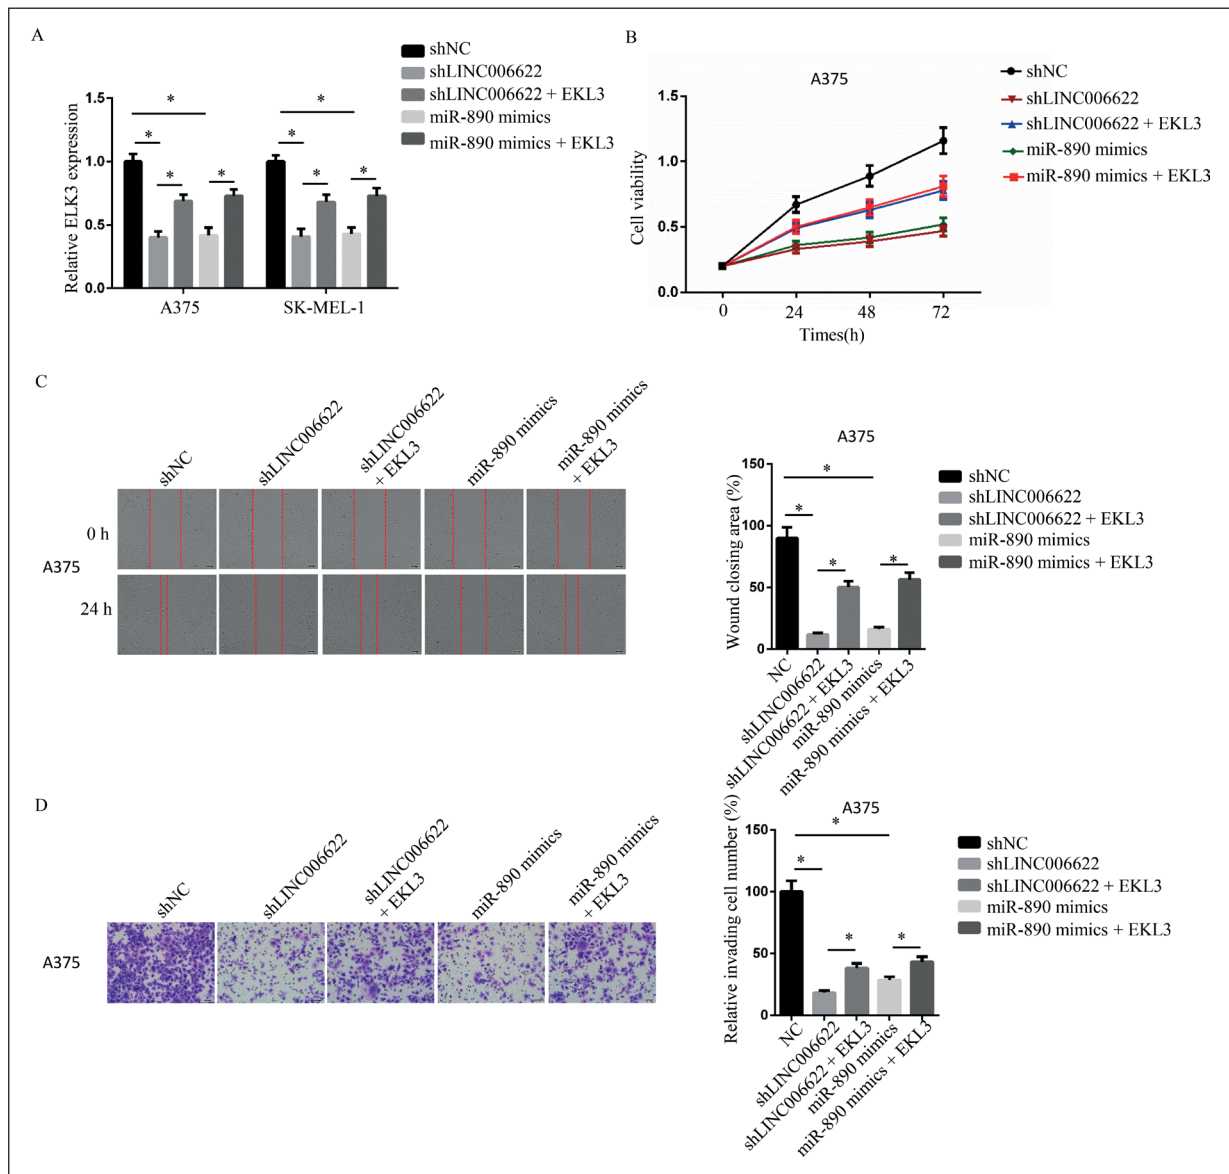 A
shNC
shLINC006622
shLINC006622 + EKL3
miR-890 mimics
miR-890 mimics + EKL3
Relative ELK3 expression
1.5
1.0
0.5
0.0
* * * * * * * *
A375 SK-MEL-1
B
A375
shNC
shLINC006622
shLINC006622 + EKL3
miR-890 mimics
miR-890 mimics + EKL3
Cell viability
1.5
1.0
0.5
0.0
0 24 48 72
Times(h)
C
shNC
shLINC006622
shLINC006622
+ EKL3
miR-890 mimics
miR-890 mimics
+ EKL3
0 h
A375
24 h
A375
Wound closing area (%)
150
100
50
0
* * * *
NC
shLINC006622
shLINC006622 + EKL3
miR-890 mimics
miR-890 mimics + EKL3
shNC
shLINC006622
shLINC006622 + EKL3
miR-890 mimics
miR-890 mimics + EKL3
D
shNC
shLINC006622
shLINC006622
+ EKL3
miR-890 mimics
miR-890 mimics
+ EKL3
A375
A375
Relative invading cell number (%)
150
100
50
0
* * * *
NC
shLINC006622
shLINC006622 + EKL3
miR-890 mimics
miR-890 mimics + EKL3
shNC
shLINC006622
shLINC006622 + EKL3
miR-890 mimics
miR-890 mimics + EKL3